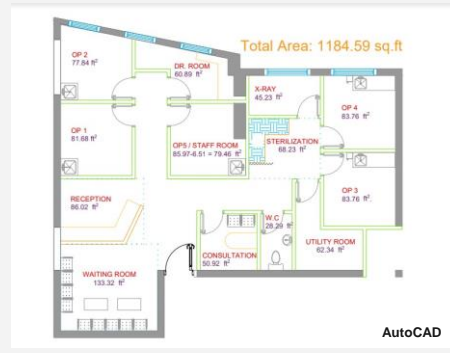 Total Area: 1184.59 sq.ft
OP 2
77.84 ft²
DR. ROOM
60.89 ft²
X-RAY
45.23 ft²
OP 4
83.76 ft²
OP 1
81.68 ft²
OP5 / STAFF ROOM
85.97-6.51 = 79.46 ft²
STERILIZATION
68.23 ft²
OP 3
83.76 ft².
RECEPTION
86.02 ft²
W.C
28.29 ft²
UTILITY ROOM
62.34 ft²
CONSULTATION
50.92 ft²
WAITING ROOM
133.32 ft²
AutoCAD